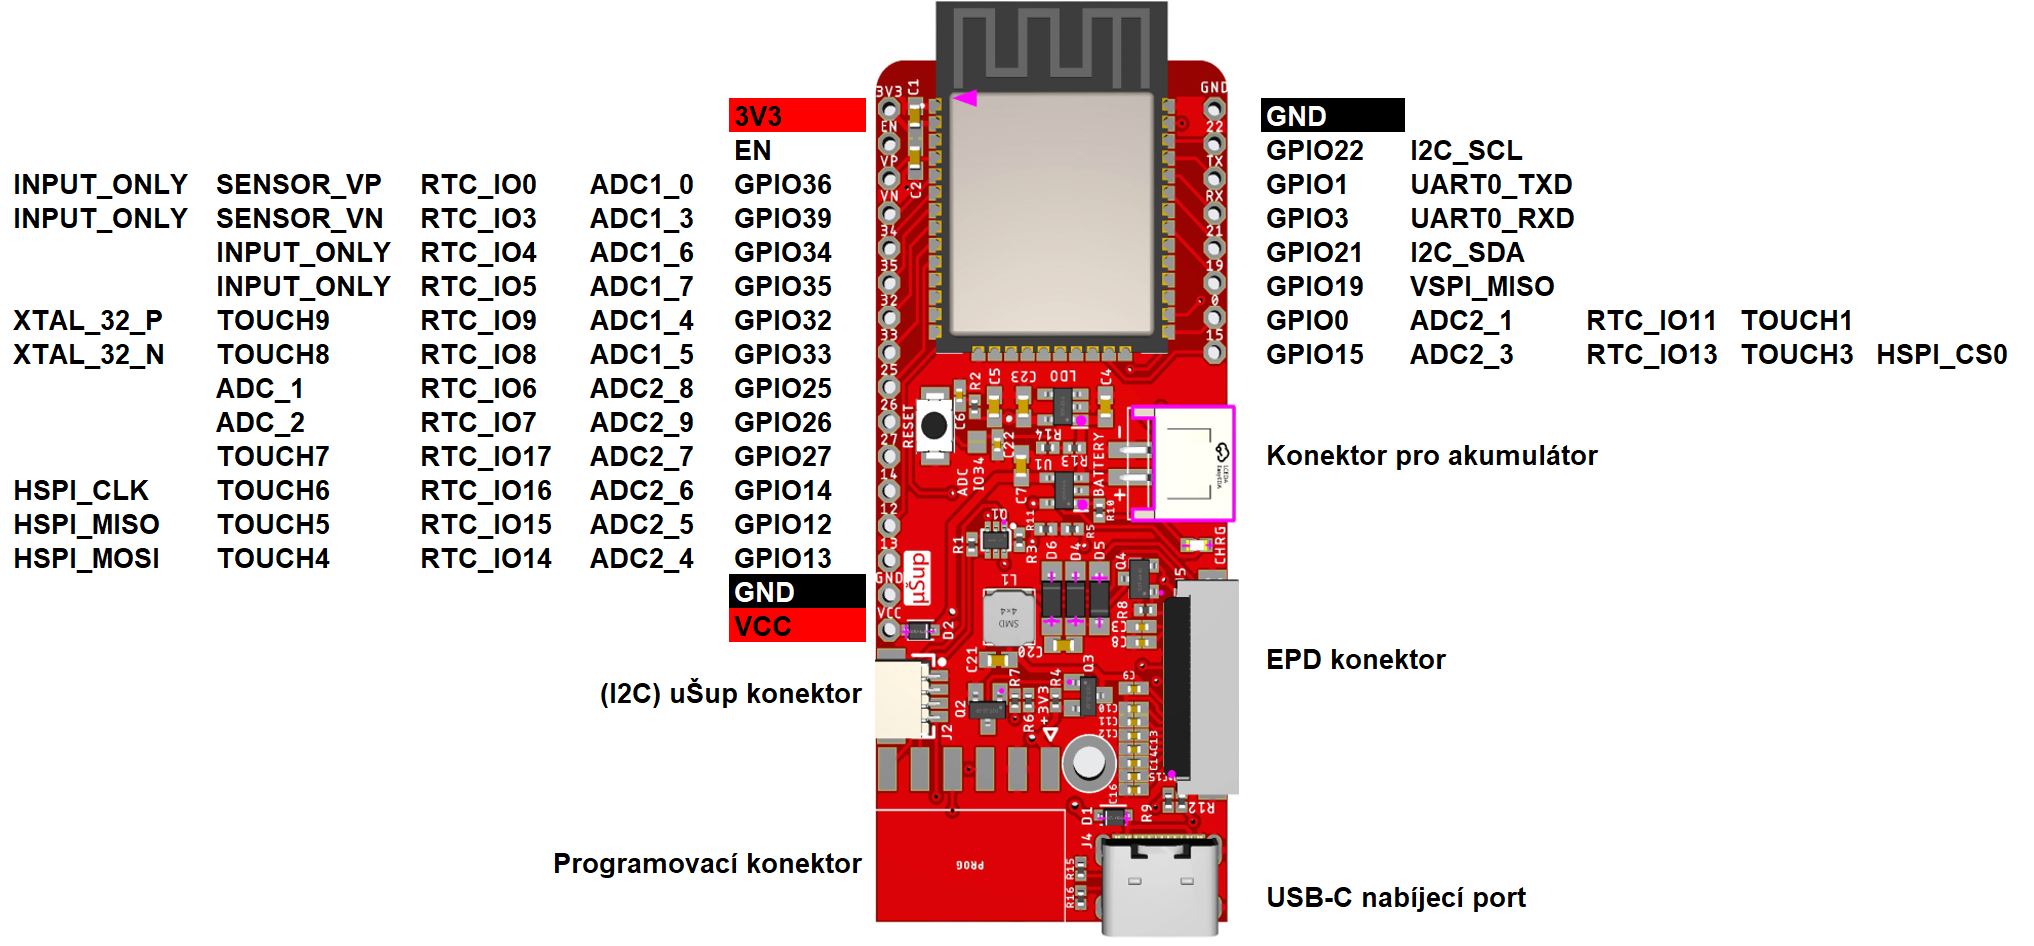 3V3 GND
EN GPIO22 I2C_SCL
INPUT_ONLY SENSOR_VP RTC_IO0 ADC1_0 GPIO36 GPIO1 UART0_TXD
INPUT_ONLY SENSOR_VN RTC_IO3 ADC1_3 GPIO39 GPIO3 UART0_RXD
INPUT_ONLY RTC_IO4 ADC1_6 GPIO34 GPIO21 I2C_SDA
INPUT_ONLY RTC_IO5 ADC1_7 GPIO35 GPIO19 VSPI_MISO
XTAL_32_P TOUCH9 RTC_IO9 ADC1_4 GPIO32 GPIO0 ADC2_1 RTC_IO11 TOUCH1
XTAL_32_N TOUCH8 RTC_IO8 ADC1_5 GPIO33 GPIO15 ADC2_3 RTC_IO13 TOUCH3 HSPI_CS0
ADC_1 RTC_IO6 ADC2_8 GPIO25
ADC_2 RTC_IO7 ADC2_9 GPIO26
TOUCH7 RTC_IO17 ADC2_7 GPIO27
HSPI_CLK TOUCH6 RTC_IO16 ADC2_6 GPIO14
HSPI_MISO TOUCH5 RTC_IO15 ADC2_5 GPIO12
HSPI_MOSI TOUCH4 RTC_IO14 ADC2_4 GPIO13
GND
VCC
(I2C) uŠup konektor
Programovací konektor
Konektor pro akumulátor
EPD konektor
USB-C nabíjecí port
3V3
EN
VP
VN
34
35
32
33
25
26
27
14
12
13
GND
VCC
GND
22
TX
RX
21
19
0
15
C1
C2
RESET
C6
R2
C5
C23
LDO
C4
R14
C22
R13
U1
C7
ADC
IO34
BATTERY
-
+
R10
R11
R5
Q1
R1
R3
D6
D4
D5
Q4
CHRG
J5
uŠup
L1
4x4
SMD
R8
D2
C21
C20
Q3
R7
R4
Q2
R6
+3V3
J2
C9
C10
C11
C12
C13
C14
C15
C16
R12
D1
R9
J4
PROG
R15
R16